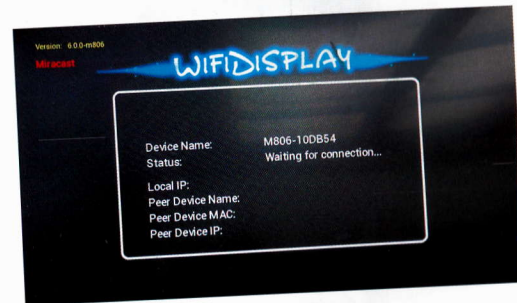 Version: 6.0.0-m806
Miracast
WIFIDISPLAY
Device Name: M806-10DB54
Status: Waiting for connection...
Local IP:
Peer Device Name:
Peer Device MAC:
Peer Device IP: